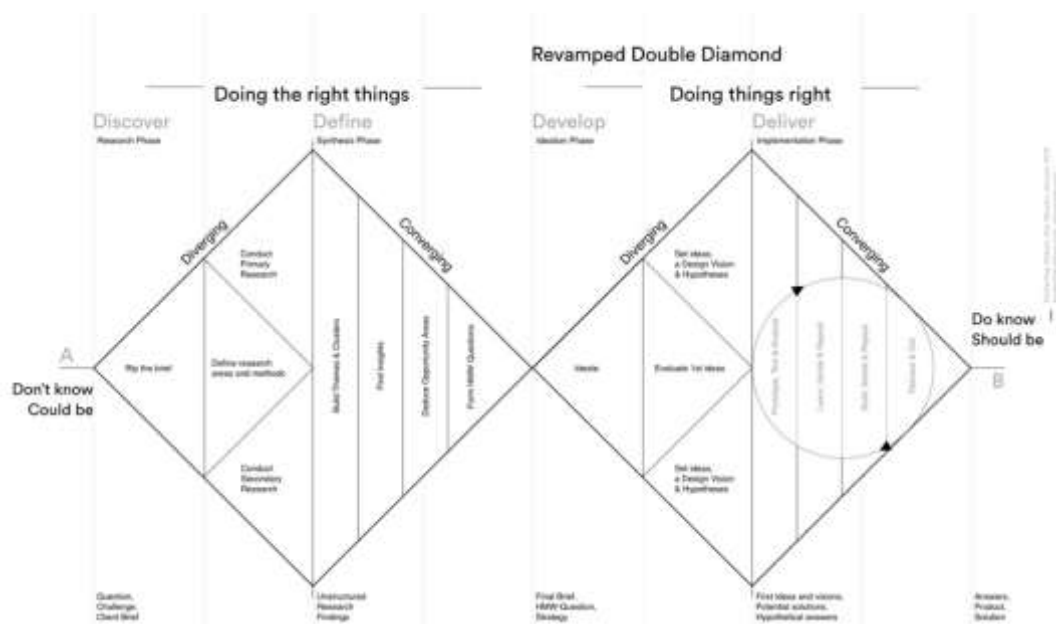 Revamped Double Diamond
Doing the right things
Doing things right
Discover
Research Phase
Define
Synthesis Phase
Develop
Ideation Phase
Deliver
Implementation Phase
Diverging
Converging
Diverging
Converging
A
Don't know
Could be
Rip the brief
Define research
areas and methods
Conduct
Primary
Research
Conduct
Secondary
Research
Build Themes & Clusters
Find Insights
Deduce Opportunity Areas
Form HMW Questions
Ideate
Evaluate 1st Ideas
Set Ideas,
a Design Vision
& Hypotheses
Set Ideas,
a Design Vision
& Hypotheses
Do know
Should be
B
Question,
Challenge,
Client Brief
Unstructured
Research
Findings
Final Brief,
HMW-Question,
Strategy
First Ideas and visions,
Potential solutions,
Hypothetical answers
Answers,
Product,
Solution